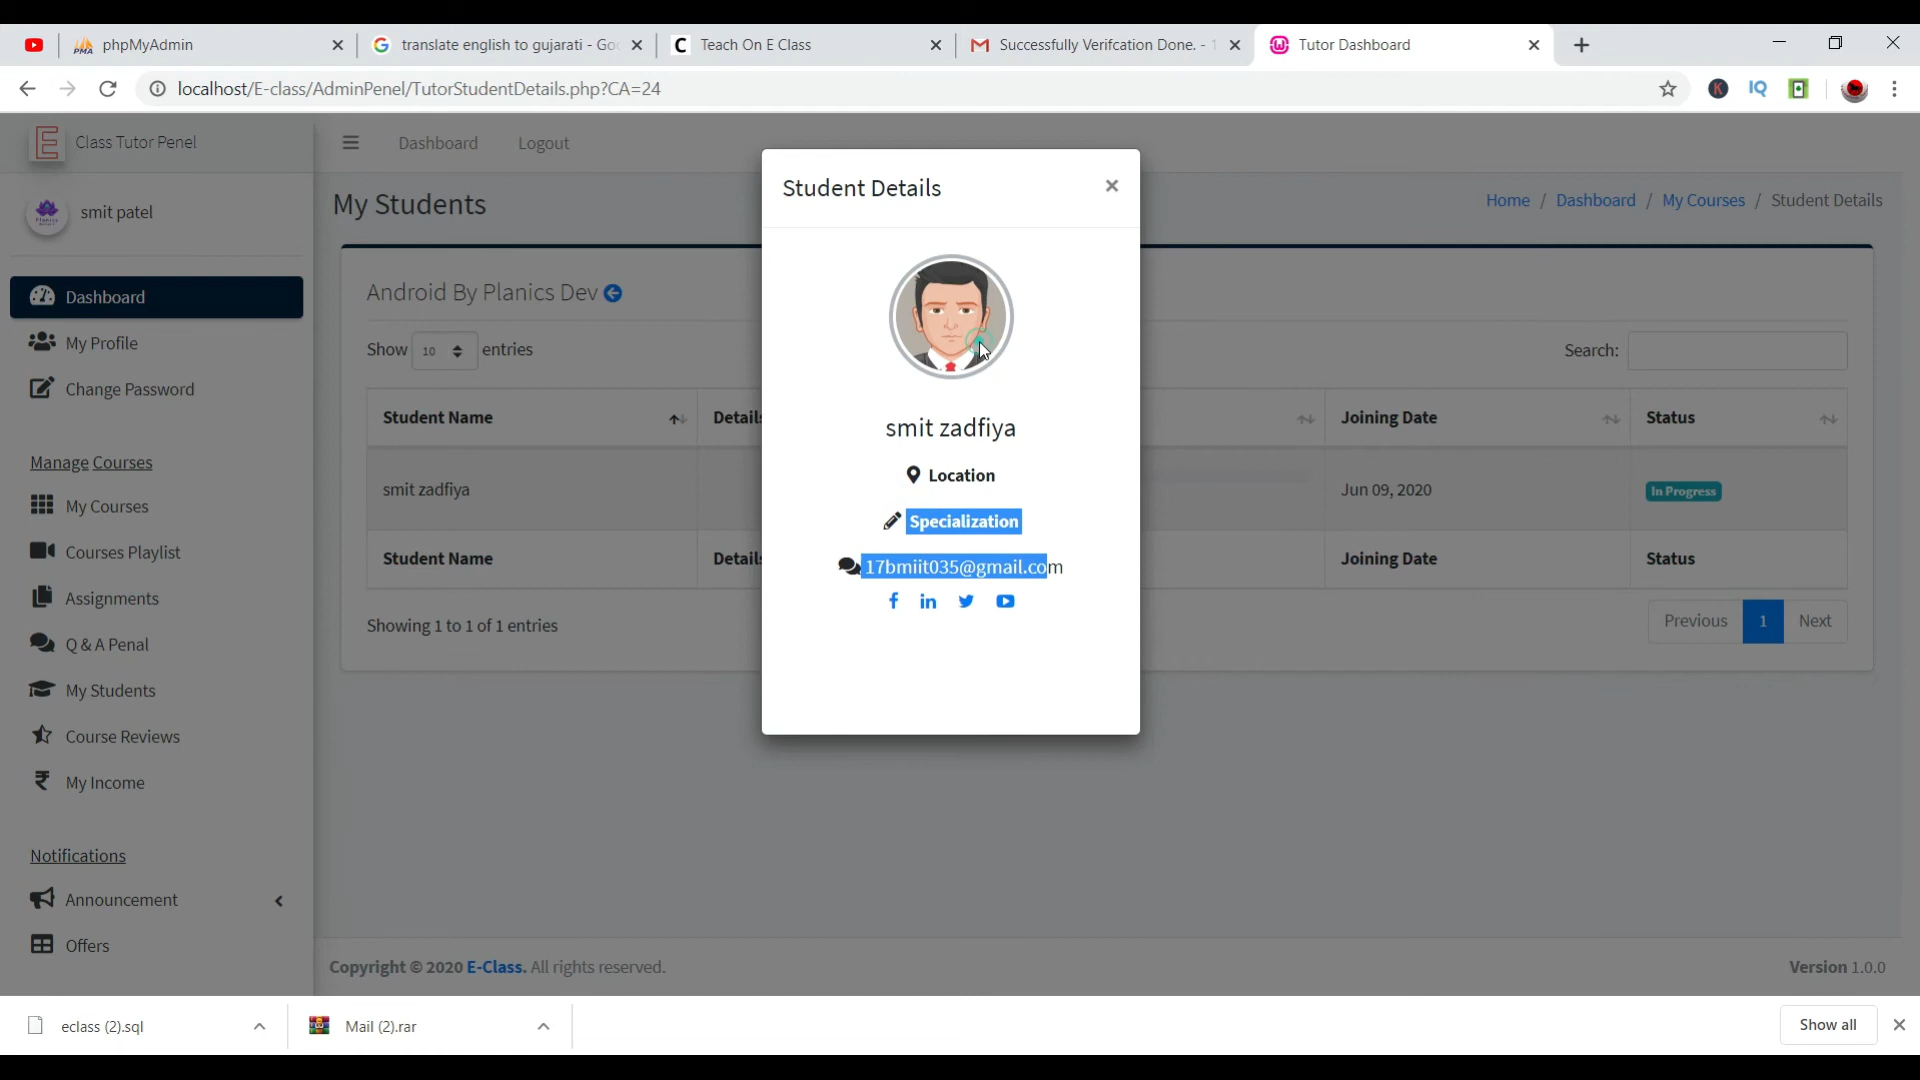 phpMyAdmin
translate english to gujarati - Go
Teach On E Class
Successfully Verifcation Done. - 1
Tutor Dashboard
localhost/E-class/AdminPenel/TutorStudentDetails.php?CA=24
Class Tutor Penel
Dashboard
Logout
smit patel
My Students
Home / Dashboard / My Courses / Student Details
Dashboard
My Profile
Change Password
Manage Courses
My Courses
Courses Playlist
Assignments
Q & A Penal
My Students
Course Reviews
My Income
Notifications
Announcement
Offers
Android By Planics Dev
Show 10 entries
Search:
Student Name
Details
Joining Date
Status
smit zadfiya
Jun 09, 2020
In Progress
Student Name
Details
Joining Date
Status
Showing 1 to 1 of 1 entries
Previous 1 Next
Student Details
smit zadfiya
Location
Specialization
17bmiit035@gmail.com
Copyright © 2020 E-Class. All rights reserved.
Version 1.0.0
eclass (2).sql
Mail (2).rar
Show all